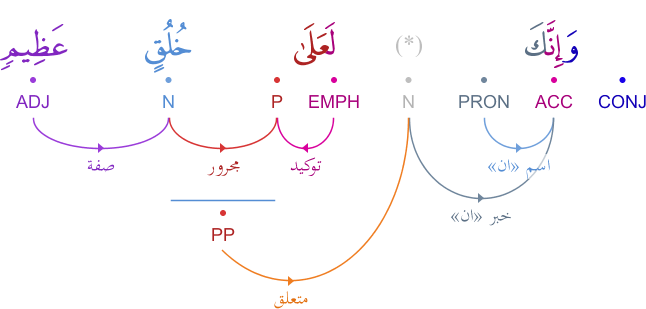 وَإِنَّكَ (*) لَعَلَىٰ خُلُقٍ عَظِيمٍ
CONJ ACC PRON N EMPH P N ADJ
اسم «ان» توكيد مجرور صفة
خبر «ان»
PP
متعلق